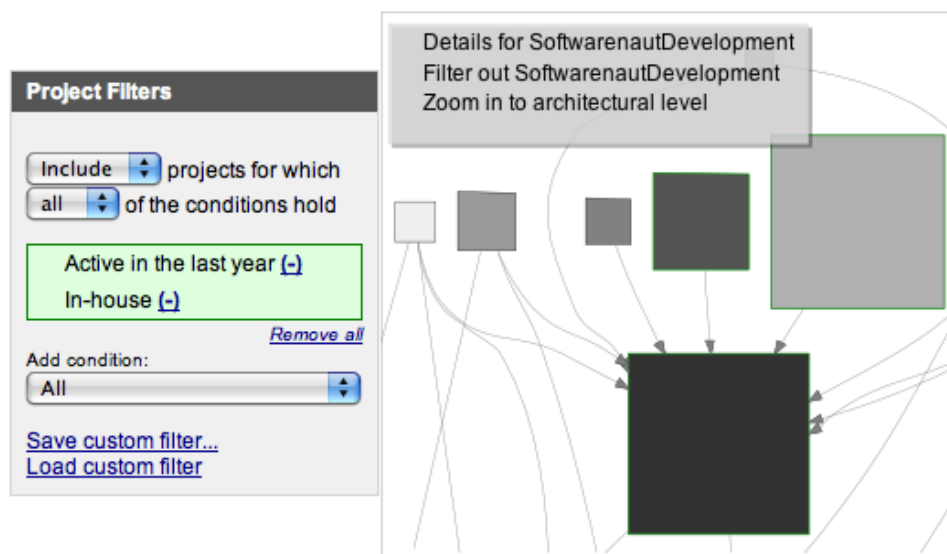 Project Filters
Include projects for which
all of the conditions hold
Active in the last year (-)
In-house (-)
Remove all
Add condition:
All
Save custom filter...
Load custom filter
Details for SoftwarenautDevelopment
Filter out SoftwarenautDevelopment
Zoom in to architectural level